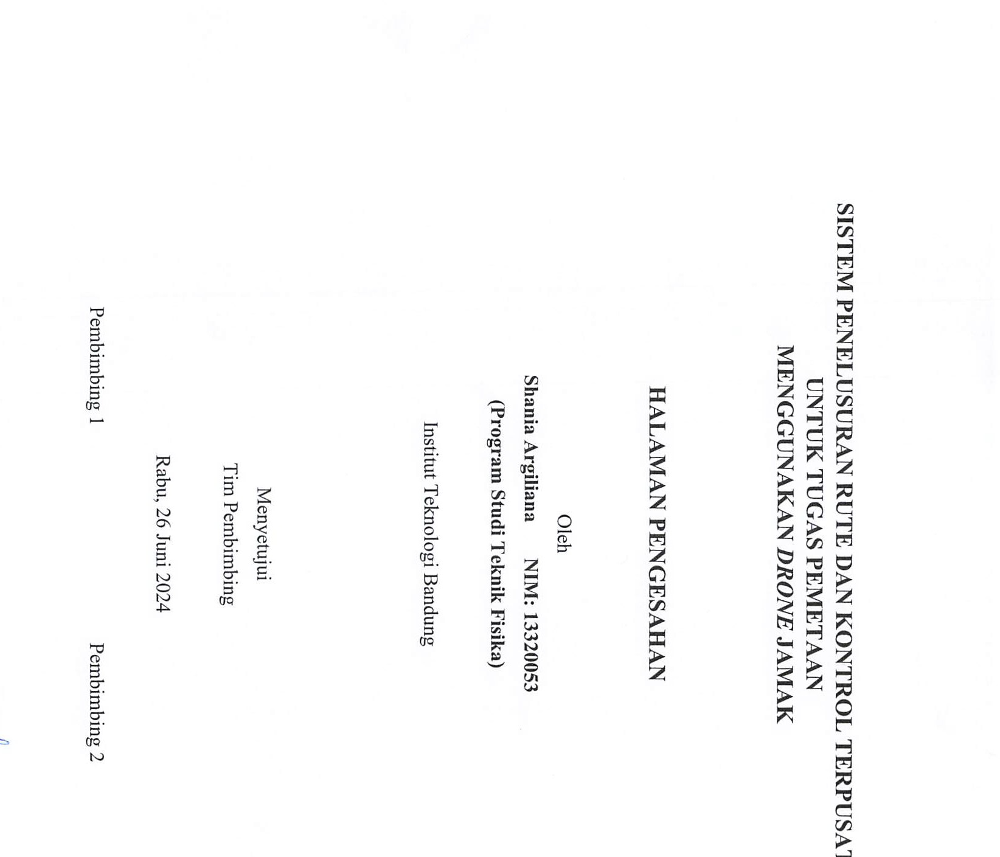 SISTEM PENELUSURAN RUTE DAN KONTROL TERPUSAT
UNTUK TUGAS PEMETAAN
MENGGUNAKAN DRONE JAMAK
HALAMAN PENGESAHAN
Oleh
Shania Argiliana NIM: 13320053
(Program Studi Teknik Fisika)
Institut Teknologi Bandung
Menyetujui
Tim Pembimbing
Rabu, 26 Juni 2024
Pembimbing 1 Pembimbing 2